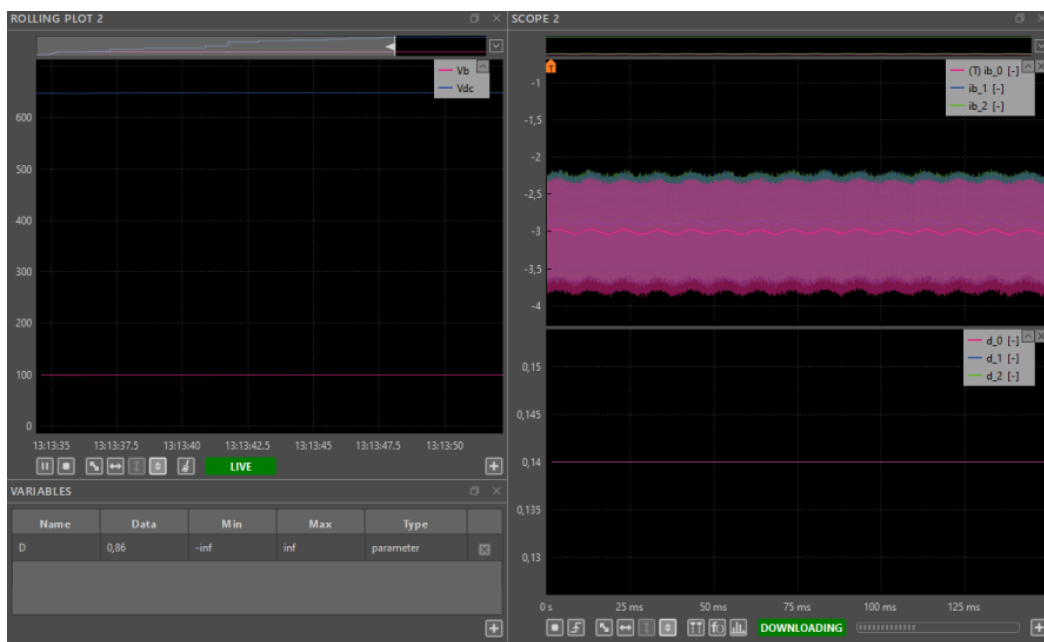 ROLLING PLOT 2
Vb
Vdc
600
500
400
300
200
100
0
13:13:35 13:13:37.5 13:13:40 13:13:42.5 13:13:45 13:13:47.5 13:13:50
LIVE
VARIABLES
Name Data Min Max Type
D 0,86 -inf inf parameter
SCOPE 2
T
(T) ib_0 [-]
ib_1 [-]
ib_2 [-]
-1
-1,5
-2
-2,5
-3
-3,5
-4
d_0 [-]
d_1 [-]
d_2 [-]
0,15
0,145
0,14
0,135
0,13
0 s 25 ms 50 ms 75 ms 100 ms 125 ms
f()
DOWNLOADING